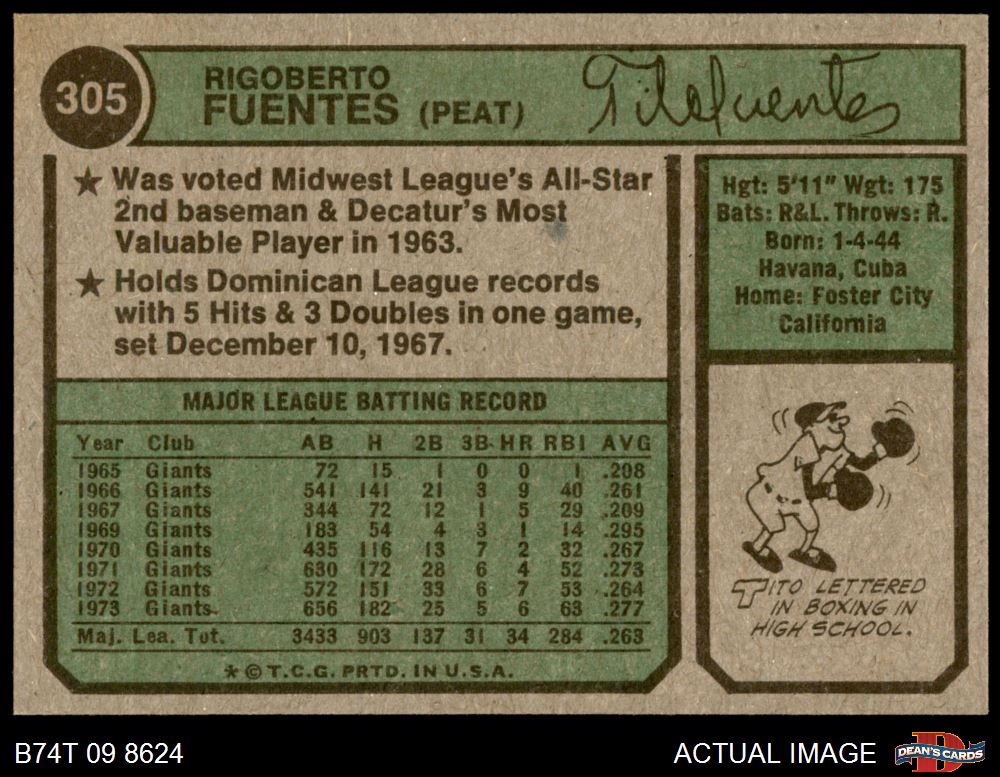 305
RIGOBERTO
FUENTES (PEAT)
Tito Fuentes
★ Was voted Midwest League's All-Star
2nd baseman & Decatur's Most
Valuable Player in 1963.
★ Holds Dominican League records
with 5 Hits & 3 Doubles in one game,
set December 10, 1967.
Hgt: 5'11" Wgt: 175
Bats: R&L. Throws: R.
Born: 1-4-44
Havana, Cuba
Home: Foster City
California
MAJOR LEAGUE BATTING RECORD
Year Club AB H 2B 3B HR RBI AVG
1965 Giants 72 15 1 0 0 1 .208
1966 Giants 541 141 21 3 9 40 .261
1967 Giants 344 72 12 1 5 29 .209
1969 Giants 183 54 4 3 1 14 .295
1970 Giants 435 116 13 7 2 32 .267
1971 Giants 630 172 28 6 4 52 .273
1972 Giants 572 151 33 6 7 53 .264
1973 Giants 656 182 25 5 6 63 .277
Maj. Lea. Tot. 3433 903 137 31 34 284 .263
* © T.C.G. PRTD. IN U.S.A.
TITO LETTERED
IN BOXING IN
HIGH SCHOOL.
B74T 09 8624
ACTUAL IMAGE
D
DEAN'S CARDS